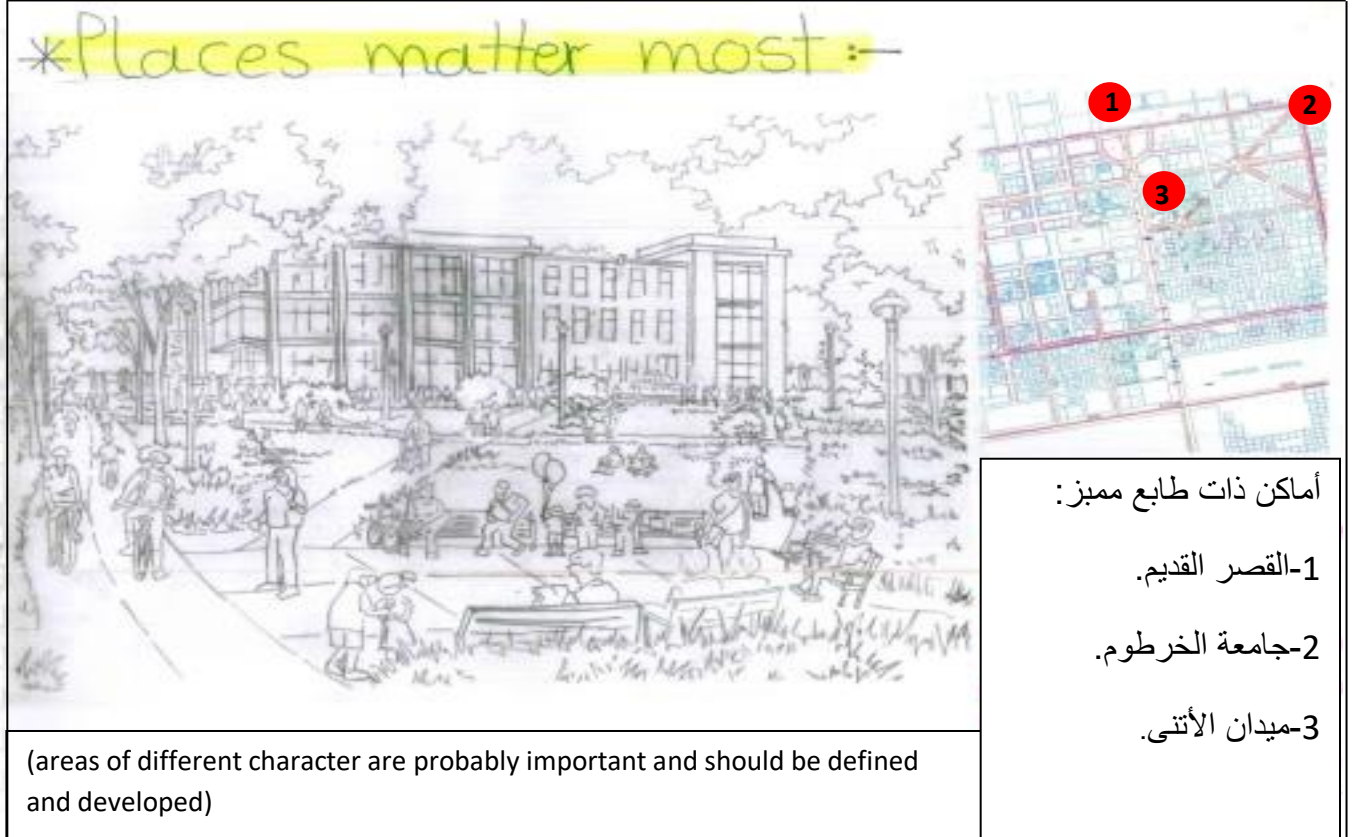 *Places matter most:-
1
2
3
أماكن ذات طابع ممبز:
1-القصر القديم.
2-جامعة الخرطوم.
3-ميدان الأتنى.
(areas of different character are probably important and should be defined
and developed)